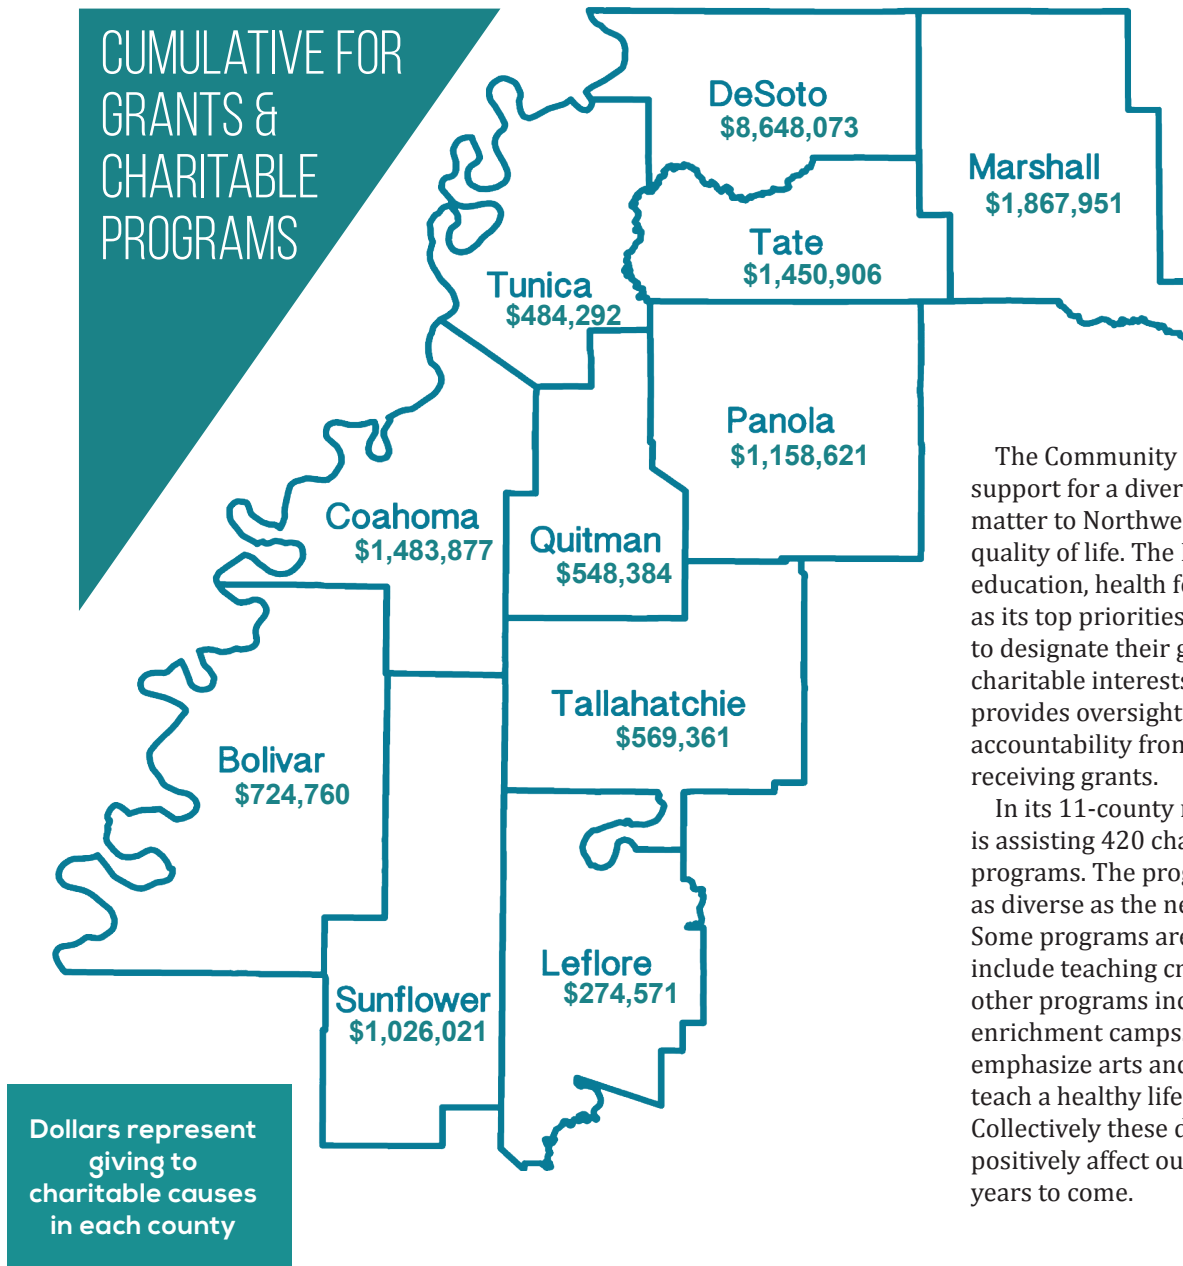 CUMULATIVE FOR
GRANTS &
CHARITABLE
PROGRAMS
DeSoto
$8,648,073
Marshall
$1,867,951
Tate
$1,450,906
Tunica
$484,292
Panola
$1,158,621
Coahoma
$1,483,877
Quitman
$548,384
Tallahatchie
$569,361
Bolivar
$724,760
Leflore
$274,571
Sunflower
$1,026,021
Dollars represent
giving to
charitable causes
in each county
The Community
support for a diver
matter to Northwe
quality of life. The
education, health f
as its top priorities
to designate their g
charitable interests
provides oversight
accountability from
receiving grants.
In its 11-county
is assisting 420 cha
programs. The prog
as diverse as the ne
Some programs are
include teaching cr
other programs inc
enrichment camps.
emphasize arts and
teach a healthy life
Collectively these d
positively affect ou
years to come.